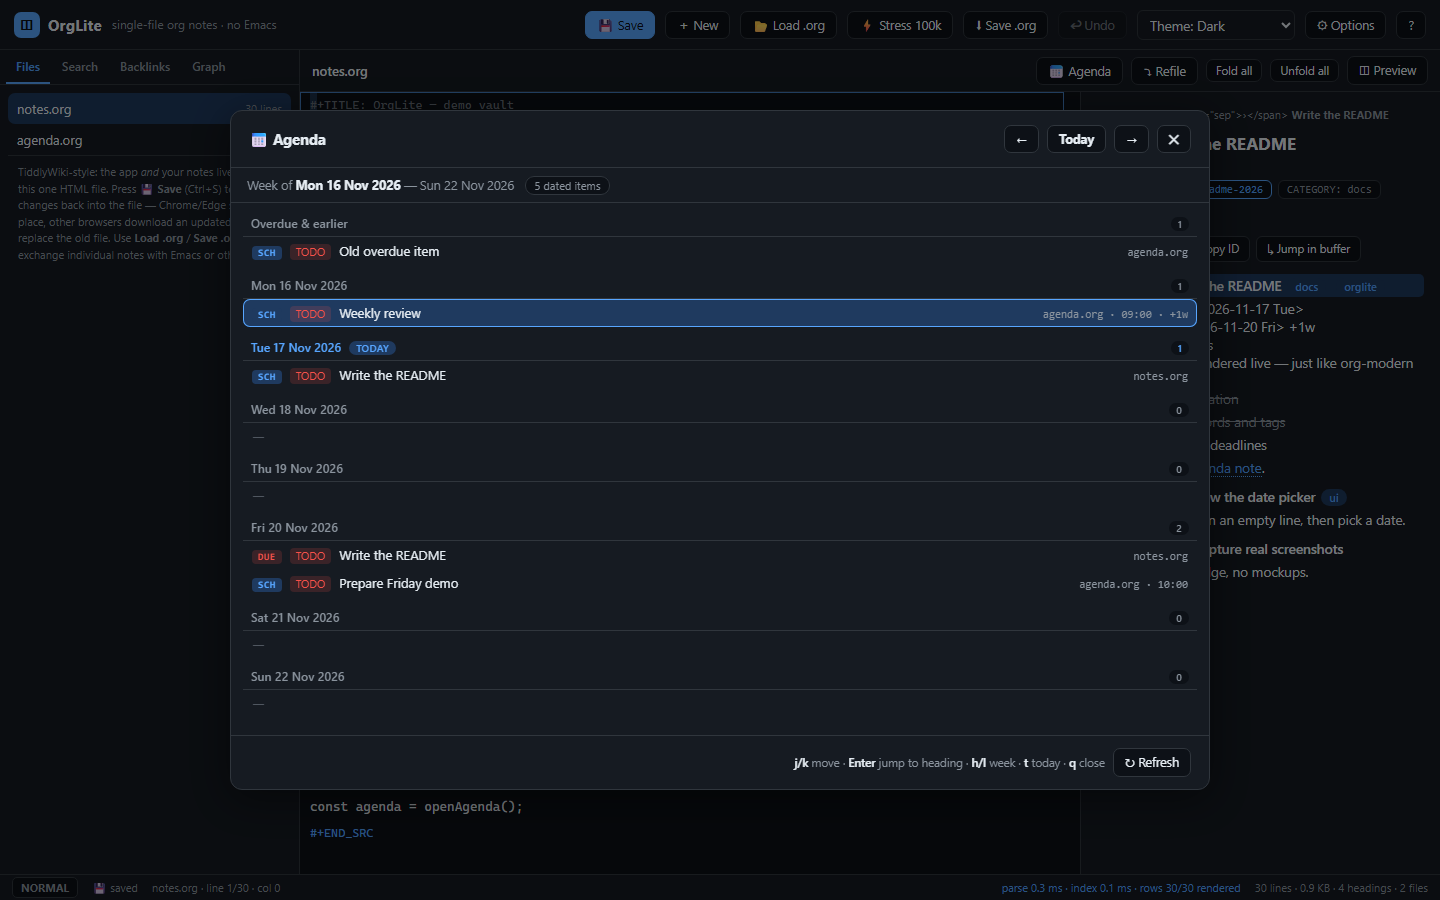 OrgLite single-file org notes · no Emacs
Save + New Load .org Stress 100k Save .org Undo Theme: Dark Options ?
Files Search Backlinks Graph
notes.org
Agenda Refile Fold all Unfold all Preview
notes.org 30 lines
agenda.org
TiddlyWiki-style: the app and your notes live
this one HTML file. Press Save (Ctrl+S)
changes back into the file — Chrome/Edge
place, other browsers download an updated
replace the old file. Use Load .org / Save
exchange individual notes with Emacs or
#+TITLE: OrgLite — demo vault
Agenda
← Today → ✕
Week of Mon 16 Nov 2026 — Sun 22 Nov 2026 5 dated items
Overdue & earlier 1
SCH TODO Old overdue item agenda.org
Mon 16 Nov 2026 1
SCH TODO Weekly review agenda.org · 09:00 · +1w
Tue 17 Nov 2026 TODAY 1
SCH TODO Write the README notes.org
Wed 18 Nov 2026 0
—
Thu 19 Nov 2026 0
—
Fri 20 Nov 2026 2
DUE TODO Write the README notes.org
SCH TODO Prepare Friday demo agenda.org · 10:00
Sat 21 Nov 2026 0
—
Sun 22 Nov 2026 0
—
j/k move · Enter jump to heading · h/l week · t today · q close ↻ Refresh
"sep">›</span> Write the README
README
CATEGORY: docs
ID Jump in buffer
README docs orglite
Tue>
Fri> +1w
live — just like org-modern
and tags
deadlines
note.
the date picker ui
an empty line, then pick a date.
real screenshots
no mockups.
const agenda = openAgenda();
#+END_SRC
NORMAL saved notes.org · line 1/30 · col 0
parse 0.3 ms · index 0.1 ms · rows 30/30 rendered 30 lines · 0.9 KB · 4 headings · 2 files